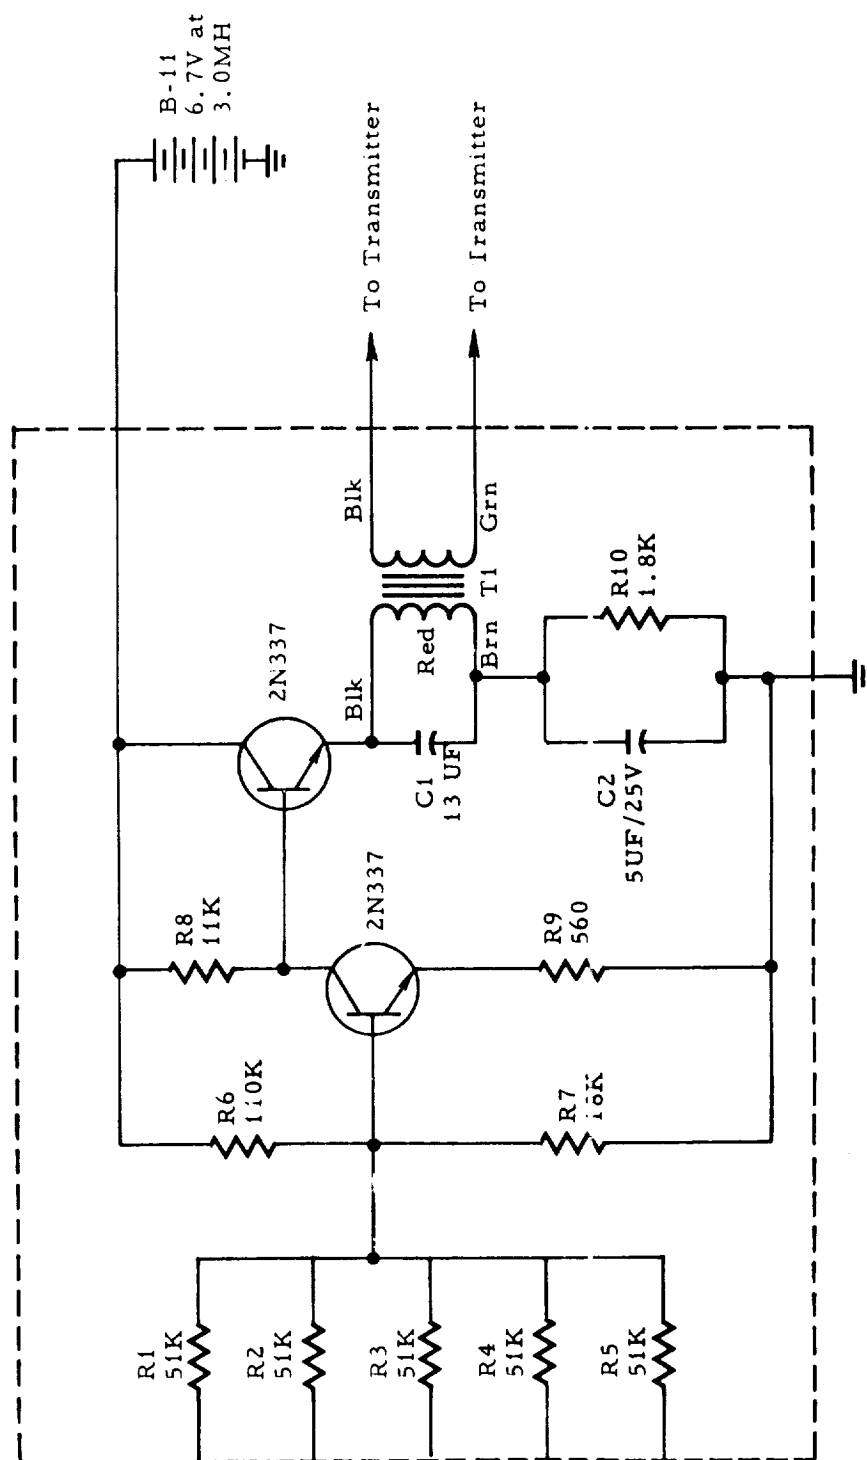 B-11
6.7V at
3.0MH
To Transmitter
To Transmitter
Blk
Grn
T1
Red
Blk
Brn
R10
1.8K
2N337
C1
13 UF
C2
5UF/25V
R8
11K
2N337
R9
560
R6
110K
R7
18K
R1
51K
R2
51K
R3
51K
R4
51K
R5
51K